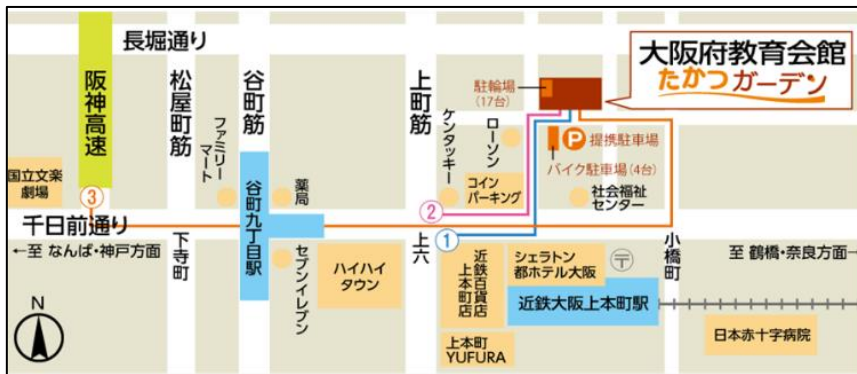 長堀通り
阪神高速
松屋町筋
谷町筋
上町筋
大阪府教育会館
たかつガーデン
駐輪場
(17台)
ファミリー
マート
ケンタッキー
ローソン
P
提携駐車場
バイク駐車場(4台)
国立文楽
劇場
薬局
コイン
パーキング
社会福祉
センター
③
②
①
千日前通り
←至 なんば・神戸方面
下寺町
谷町九丁目駅
セブンイレブン
ハイハイ
タウン
上六
近鉄百貨店
上本町店
シェラトン
都ホテル大阪
〒
小橋町
至 鶴橋・奈良方面→
近鉄大阪上本町駅
日本赤十字病院
上本町
YUFURA
N